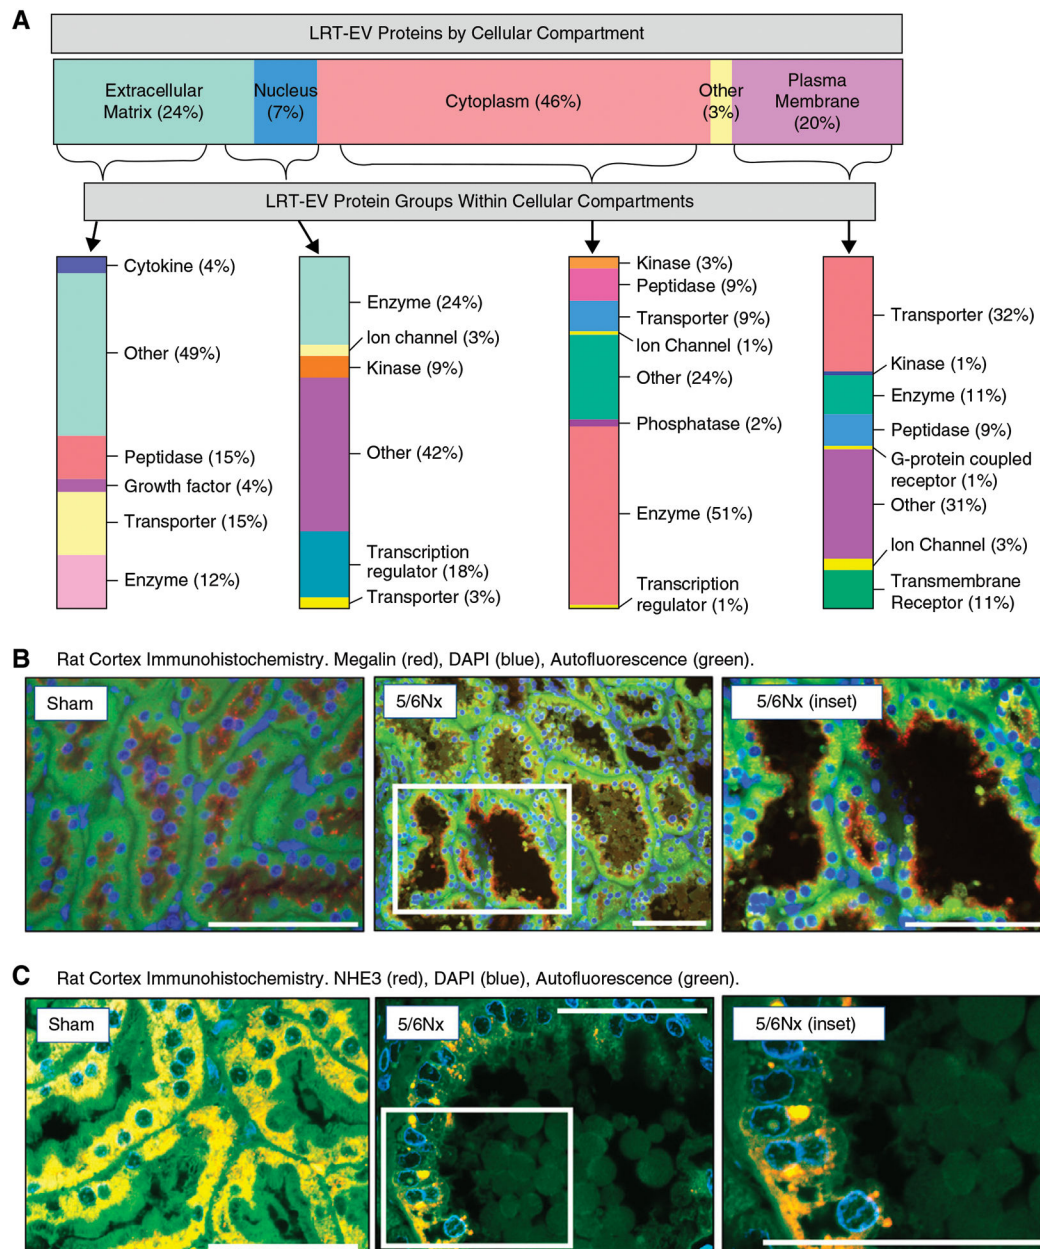 A
LRT-EV Proteins by Cellular Compartment
Extracellular
Matrix (24%)
Nucleus
(7%)
Cytoplasm (46%)
Other
(3%)
Plasma
Membrane
(20%)
LRT-EV Protein Groups Within Cellular Compartments
Cytokine (4%)
Other (49%)
Peptidase (15%)
Growth factor (4%)
Transporter (15%)
Enzyme (12%)
Enzyme (24%)
Ion channel (3%)
Kinase (9%)
Other (42%)
Transcription
regulator (18%)
Transporter (3%)
Kinase (3%)
Peptidase (9%)
Transporter (9%)
Ion Channel (1%)
Other (24%)
Phosphatase (2%)
Enzyme (51%)
Transcription
regulator (1%)
Transporter (32%)
Kinase (1%)
Enzyme (11%)
Peptidase (9%)
G-protein coupled
receptor (1%)
Other (31%)
Ion Channel (3%)
Transmembrane
Receptor (11%)
B
Rat Cortex Immunohistochemistry. Megalin (red), DAPI (blue), Autofluorescence (green).
Sham
5/6Nx
5/6Nx (inset)
C
Rat Cortex Immunohistochemistry. NHE3 (red), DAPI (blue), Autofluorescence (green).
Sham
5/6Nx
5/6Nx (inset)